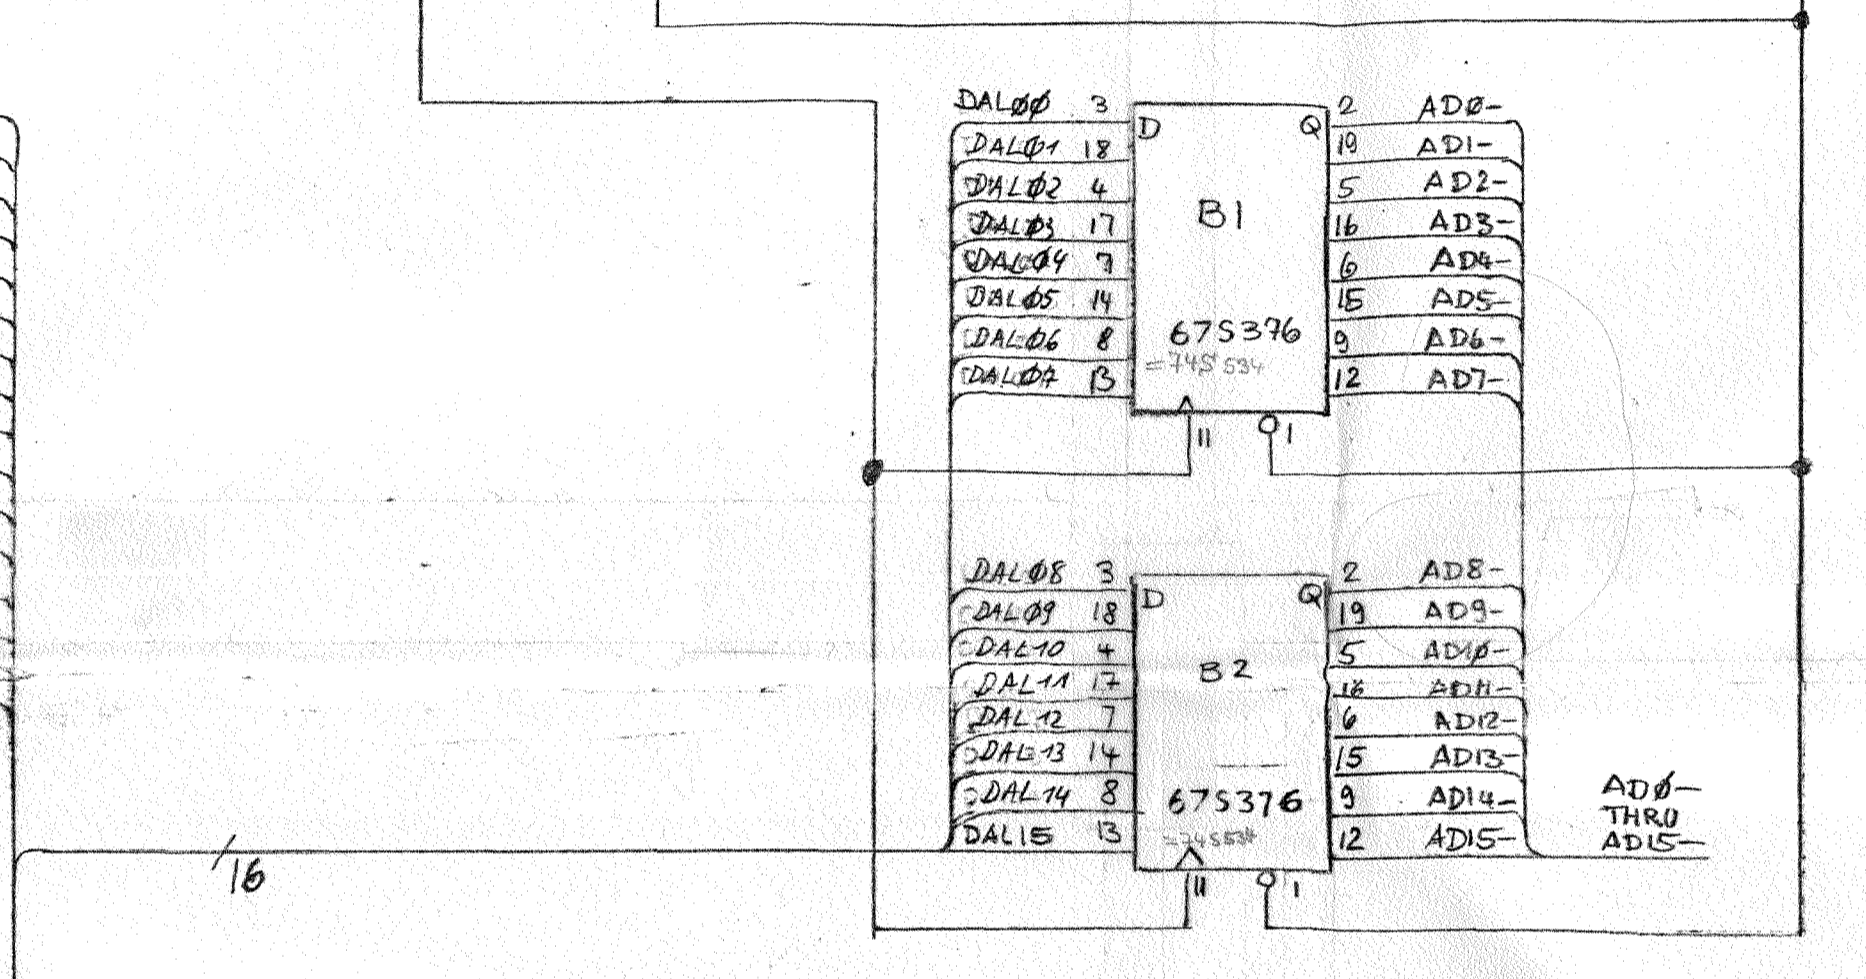 DALØØ 3 D Q 2 ADØ-
DALØ1 18 19 AD1-
DALØ2 4 5 AD2-
DALØ3 17 B1 16 AD3-
DALØ4 7 6 AD4-
DALØ5 14 15 AD5-
DALØ6 8 67S376 9 AD6-
DALØ7 13 =74S534 12 AD7-
11 1
DALØ8 3 D Q 2 AD8-
DALØ9 18 19 AD9-
DAL10 4 B2 5 AD1Ø-
DAL11 17 16 AD11-
DAL12 7 6 AD12-
DAL13 14 15 AD13-
DAL14 8 67S376 9 AD14-
DAL15 13 =74S534 12 AD15-
11 1
ADØ-
THRU
AD15-
16